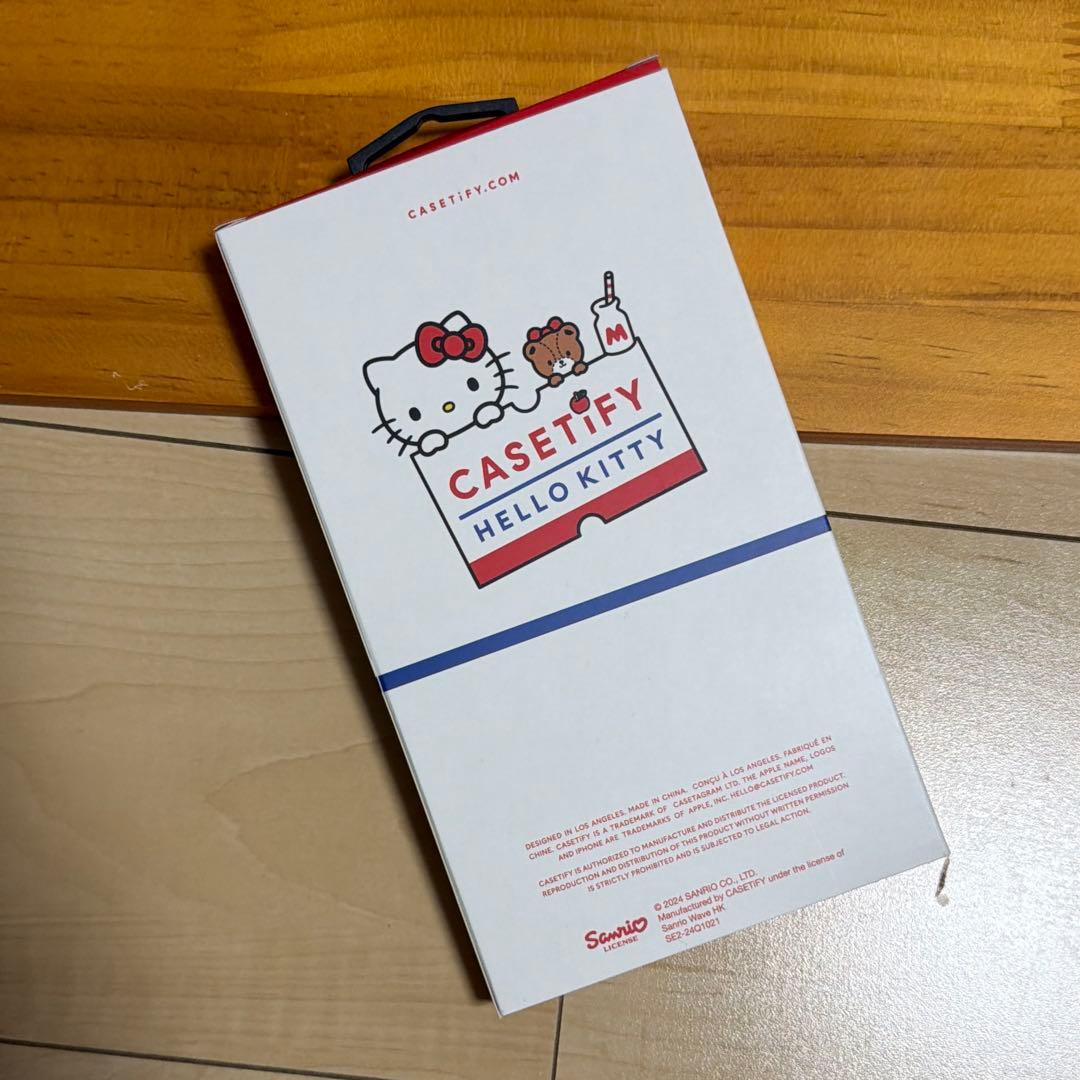 CASETiFY.COM
M
CASETiFY
HELLO KITTY
DESIGNED IN LOS ANGELES. MADE IN CHINA. CONÇU À LOS ANGELES. FABRIQUÉ EN
CHINE. CASETiFY IS A TRADEMARK OF CASETAGRAM LTD. THE APPLE NAME, LOGOS
AND IPHONE ARE TRADEMARKS OF APPLE, INC. HELLO@CASETIFY.COM
CASETiFY IS AUTHORIZED TO MANUFACTURE AND DISTRIBUTE THE LICENSED PRODUCT.
REPRODUCTION AND DISTRIBUTION OF THIS PRODUCT WITHOUT WRITTEN PERMISSION
IS STRICTLY PROHIBITED AND IS SUBJECTED TO LEGAL ACTION.
Sanrio
LICENSE
© 2024 SANRIO CO., LTD.
Manufactured by CASETiFY under the license of
Sanrio Wave HK
SE2-24Q1021